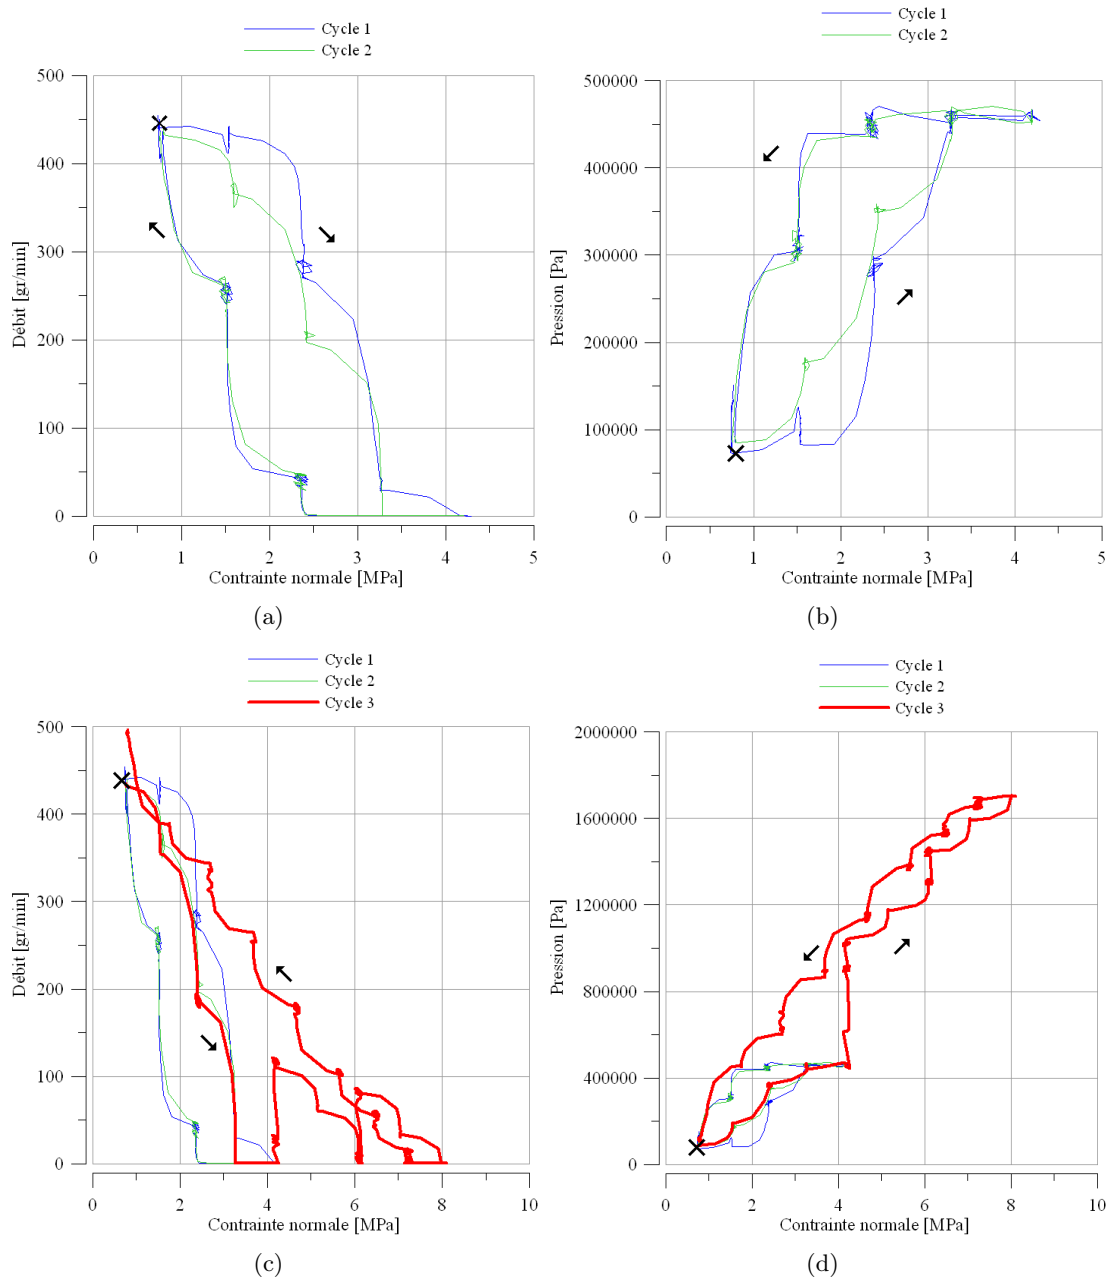 Cycle 1
Cycle 2
500
400
300
200
100
0
Débit [gr/min]
0 1 2 3 4 5
Contrainte normale [MPa]
(a)
Cycle 1
Cycle 2
500000
400000
300000
200000
100000
0
Pression [Pa]
0 1 2 3 4 5
Contrainte normale [MPa]
(b)
Cycle 1
Cycle 2
Cycle 3
500
400
300
200
100
0
Débit [gr/min]
0 2 4 6 8 10
Contrainte normale [MPa]
(c)
Cycle 1
Cycle 2
Cycle 3
2000000
1600000
1200000
800000
400000
0
Pression [Pa]
0 2 4 6 8 10
Contrainte normale [MPa]
(d)